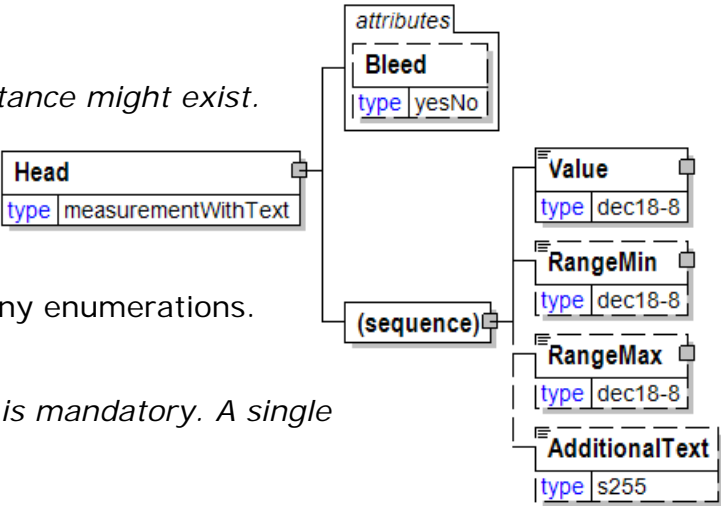 attributes
Bleed
type yesNo
tance might exist.
Head
type measurementWithText
Value
type dec18-8
RangeMin
type dec18-8
ny enumerations.
(sequence)
RangeMax
type dec18-8
is mandatory. A single
AdditionalText
type s255